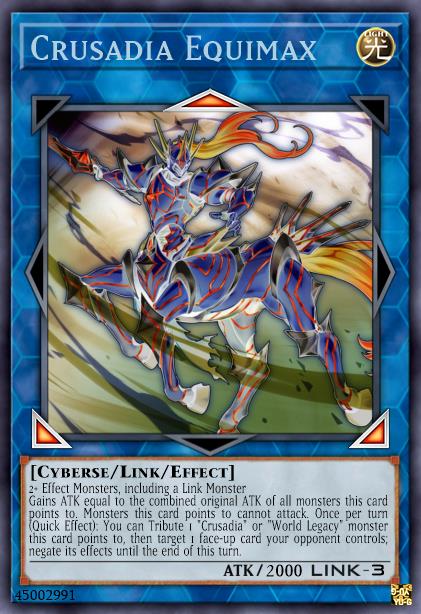 CRUSADIA EQUIMAX
LIGHT
光
[CYBERSE/LINK/EFFECT]
2+ Effect Monsters, including a Link Monster
Gains ATK equal to the combined original ATK of all monsters this card
points to. Monsters this card points to cannot attack. Once per turn
(Quick Effect): You can Tribute 1 "Crusadia" or "World Legacy" monster
this card points to, then target 1 face-up card your opponent controls;
negate its effects until the end of this turn.
ATK/2000 LINK-3
45002991